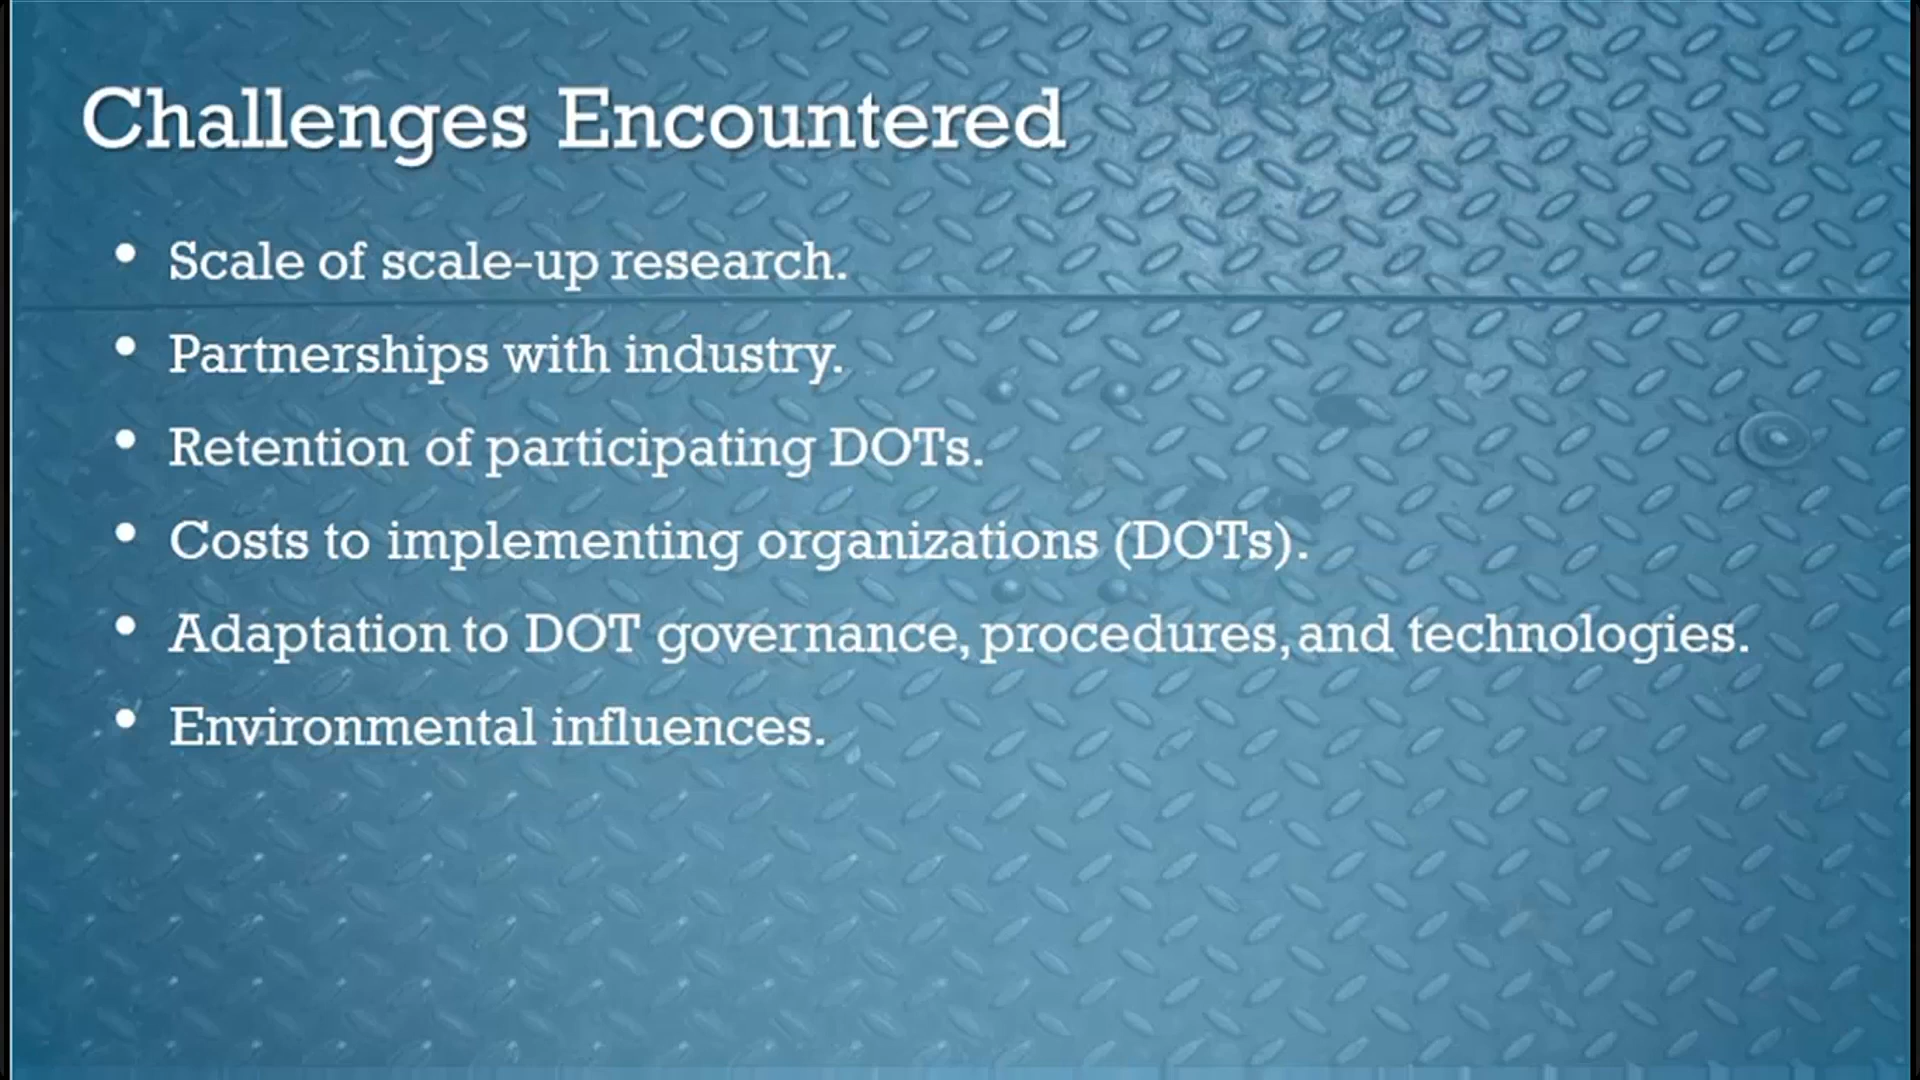 Challenges Encountered
• Scale of scale-up research.
• Partnerships with industry.
• Retention of participating DOTs.
• Costs to implementing organizations (DOTs).
• Adaptation to DOT governance, procedures, and technologies.
• Environmental influences.